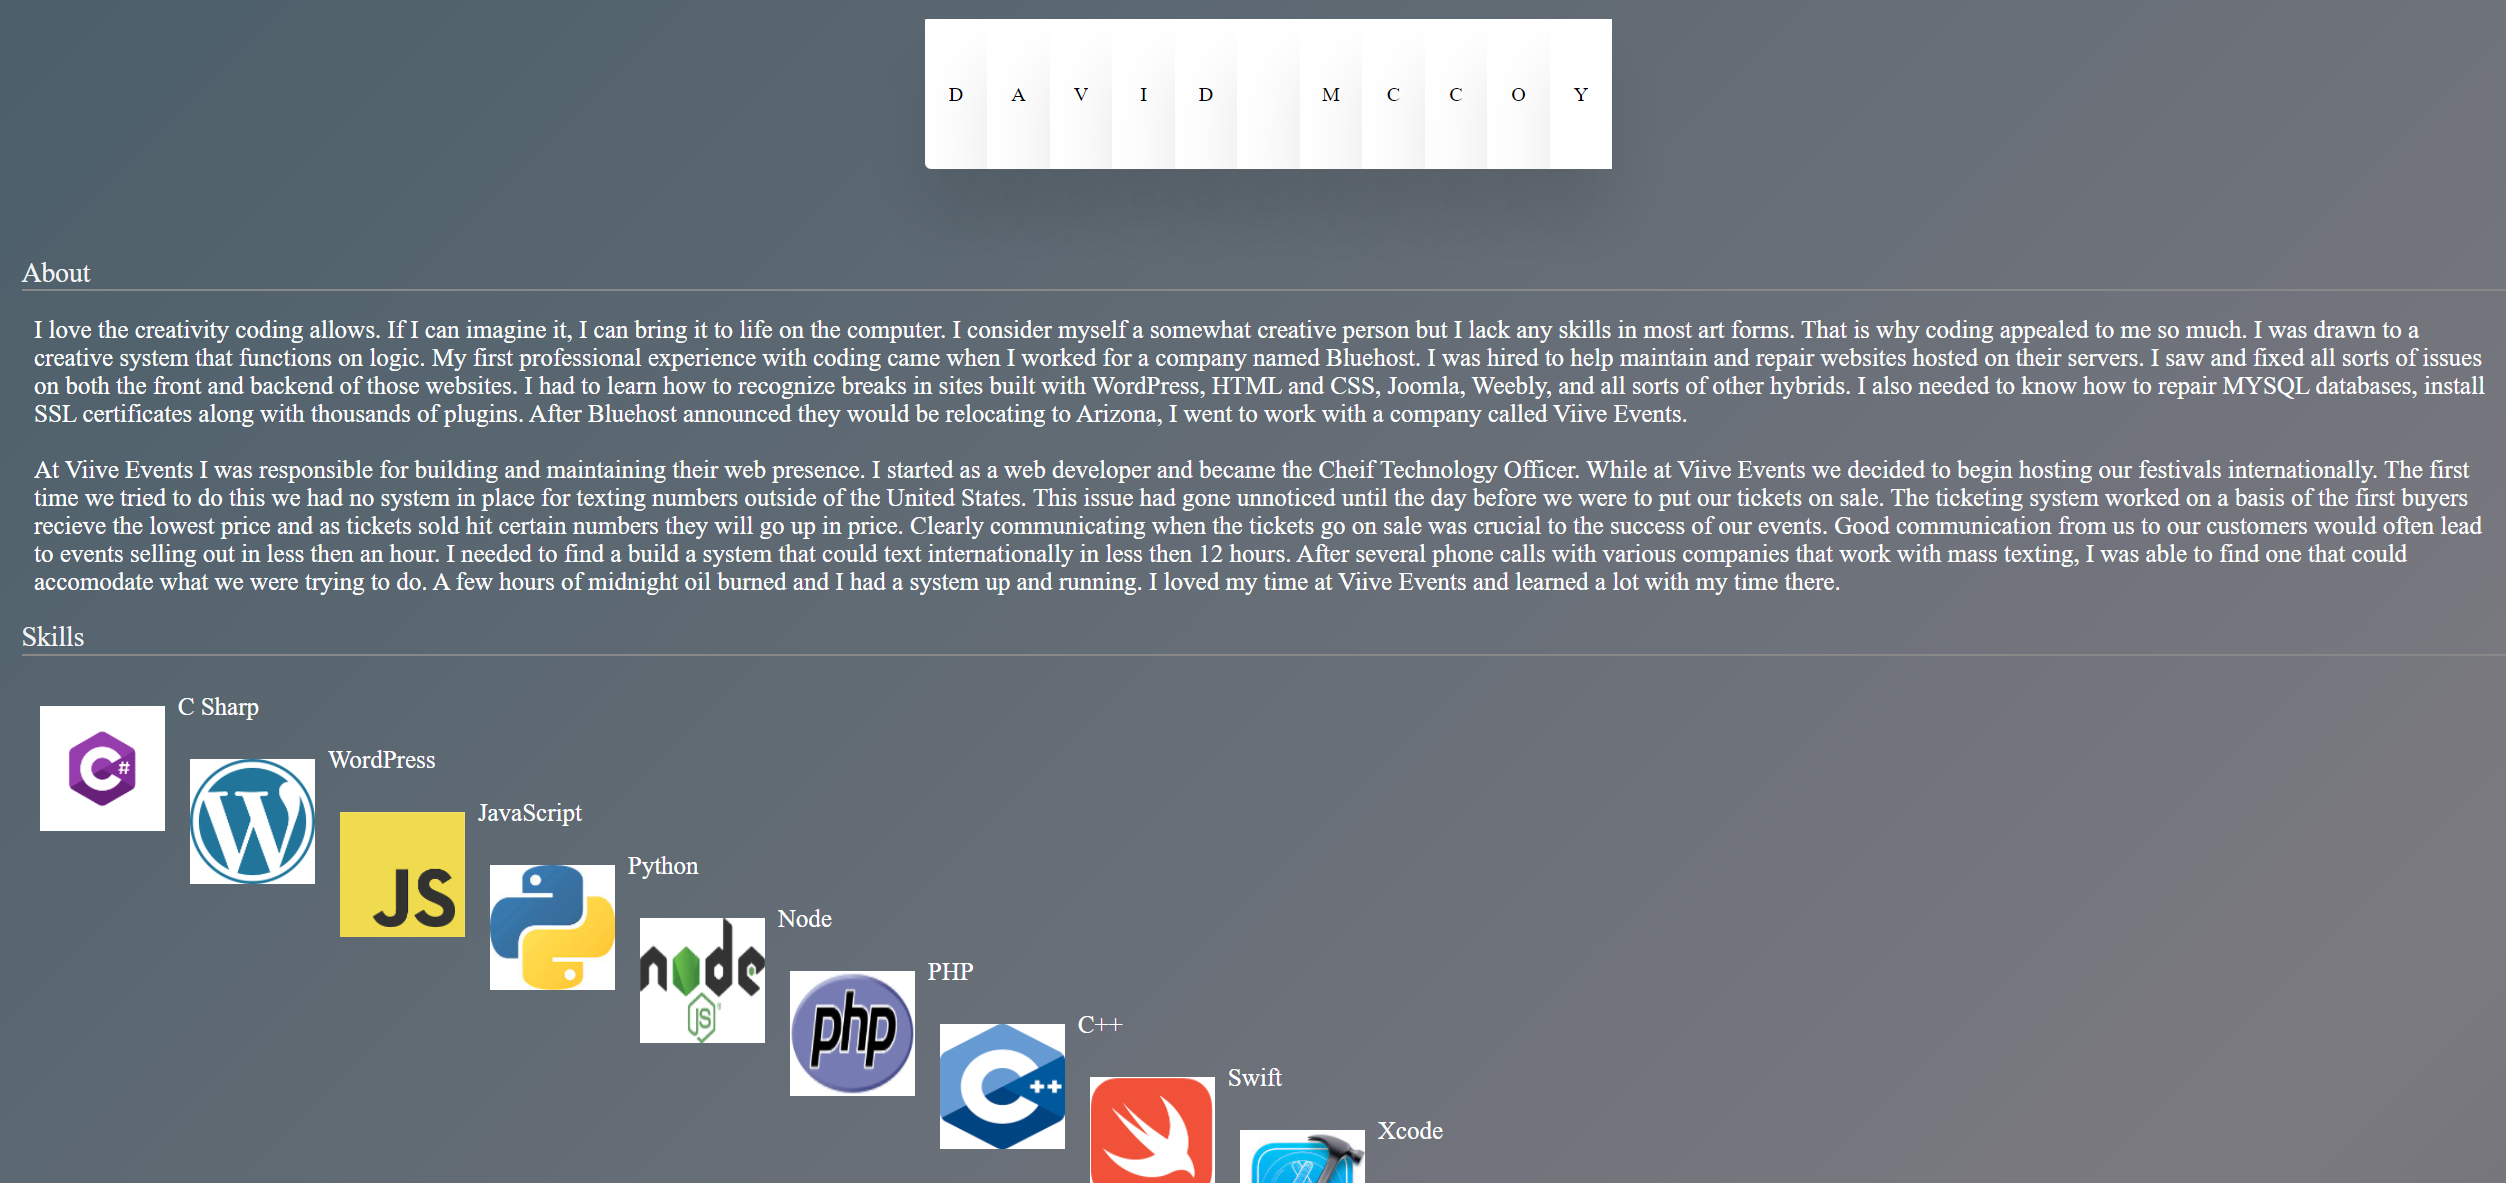 D A V I D M C C O Y
About
I love the creativity coding allows. If I can imagine it, I can bring it to life on the computer. I consider myself a somewhat creative person but I lack any skills in most art forms. That is why coding appealed to me so much. I was drawn to a
creative system that functions on logic. My first professional experience with coding came when I worked for a company named Bluehost. I was hired to help maintain and repair websites hosted on their servers. I saw and fixed all sorts of issues
on both the front and backend of those websites. I had to learn how to recognize breaks in sites built with WordPress, HTML and CSS, Joomla, Weebly, and all sorts of other hybrids. I also needed to know how to repair MYSQL databases, install
SSL certificates along with thousands of plugins. After Bluehost announced they would be relocating to Arizona, I went to work with a company called Viive Events.
At Viive Events I was responsible for building and maintaining their web presence. I started as a web developer and became the Cheif Technology Officer. While at Viive Events we decided to begin hosting our festivals internationally. The first
time we tried to do this we had no system in place for texting numbers outside of the United States. This issue had gone unnoticed until the day before we were to put our tickets on sale. The ticketing system worked on a basis of the first buyers
recieve the lowest price and as tickets sold hit certain numbers they will go up in price. Clearly communicating when the tickets go on sale was crucial to the success of our events. Good communication from us to our customers would often lead
to events selling out in less then an hour. I needed to find a build a system that could text internationally in less then 12 hours. After several phone calls with various companies that work with mass texting, I was able to find one that could
accomodate what we were trying to do. A few hours of midnight oil burned and I had a system up and running. I loved my time at Viive Events and learned a lot with my time there.
Skills
C Sharp
C#
WordPress
W
JavaScript
JS
Python
Node
node
JS
PHP
php
C++
C++
Swift
Xcode